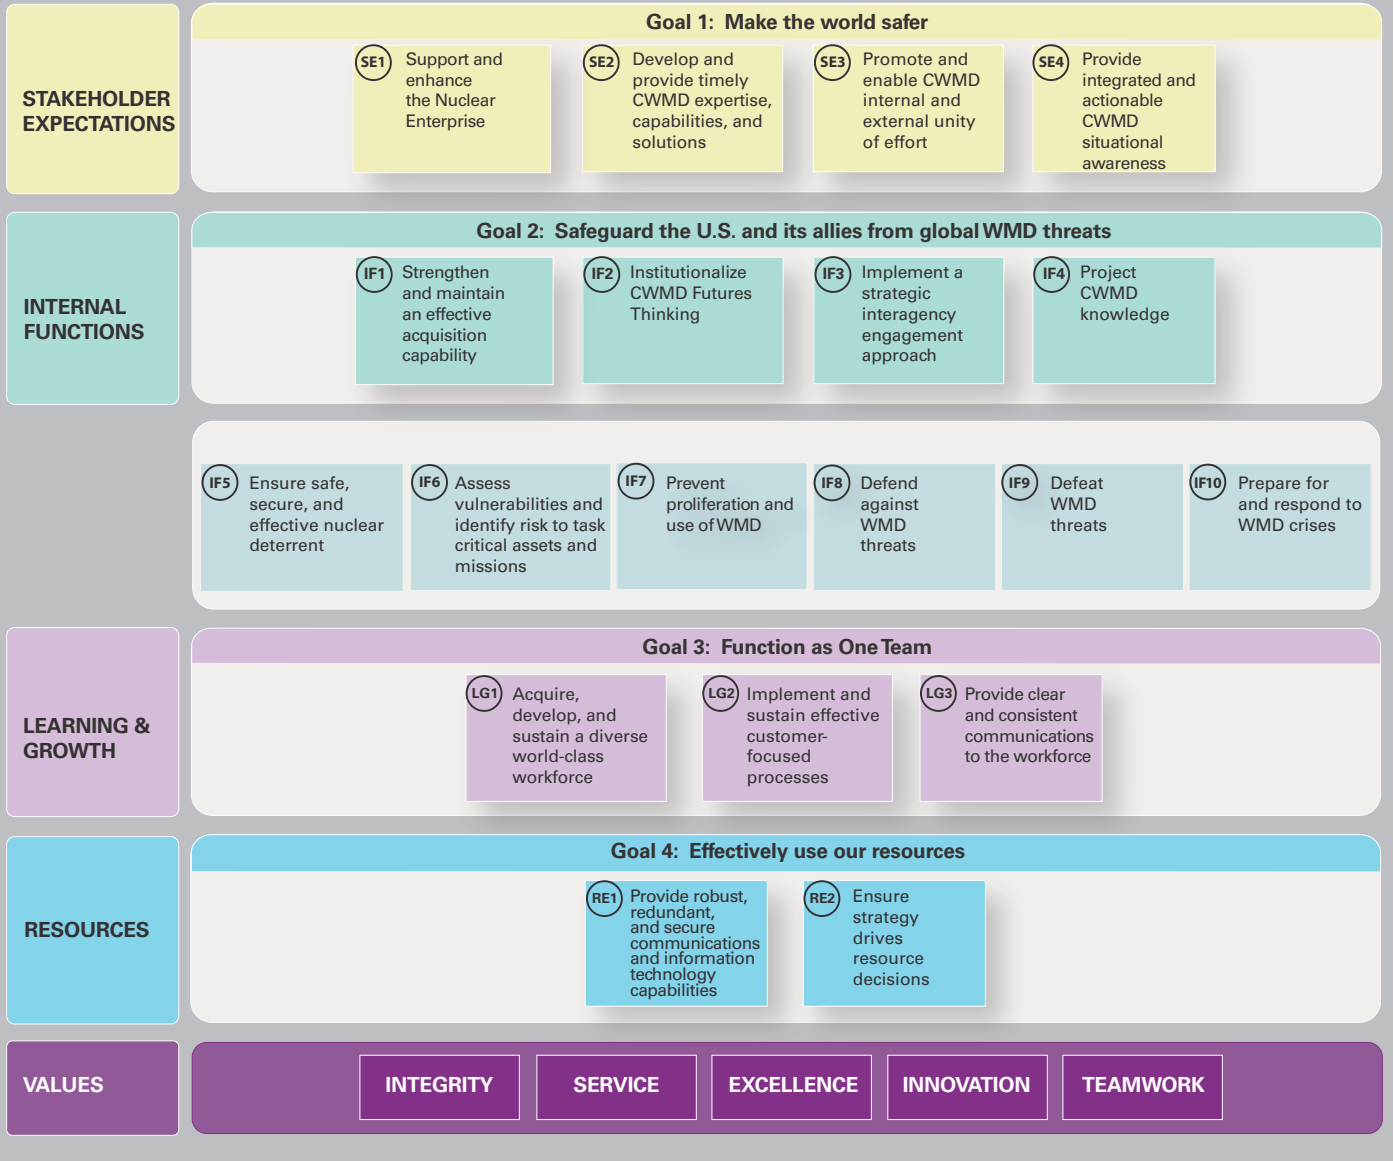 STAKEHOLDER
EXPECTATIONS
Goal 1: Make the world safer
SE1
Support and
enhance
the Nuclear
Enterprise
SE2
Develop and
provide timely
CWMD expertise,
capabilities, and
solutions
SE3
Promote and
enable CWMD
internal and
external unity
of effort
SE4
Provide
integrated and
actionable
CWMD
situational
awareness
INTERNAL
FUNCTIONS
Goal 2: Safeguard the U.S. and its allies from global WMD threats
IF1
Strengthen
and maintain
an effective
acquisition
capability
IF2
Institutionalize
CWMD Futures
Thinking
IF3
Implement a
strategic
interagency
engagement
approach
IF4
Project
CWMD
knowledge
IF5
Ensure safe,
secure, and
effective nuclear
deterrent
IF6
Assess
vulnerabilities and
identify risk to task
critical assets and
missions
IF7
Prevent
proliferation and
use of WMD
IF8
Defend
against
WMD
threats
IF9
Defeat
WMD
threats
IF10
Prepare for
and respond to
WMD crises
LEARNING &
GROWTH
Goal 3: Function as One Team
LG1
Acquire,
develop, and
sustain a diverse
world-class
workforce
LG2
Implement and
sustain effective
customer-
focused
processes
LG3
Provide clear
and consistent
communications
to the workforce
RESOURCES
Goal 4: Effectively use our resources
RE1
Provide robust,
redundant,
and secure
communications
and information
technology
capabilities
RE2
Ensure
strategy
drives
resource
decisions
VALUES
INTEGRITY
SERVICE
EXCELLENCE
INNOVATION
TEAMWORK